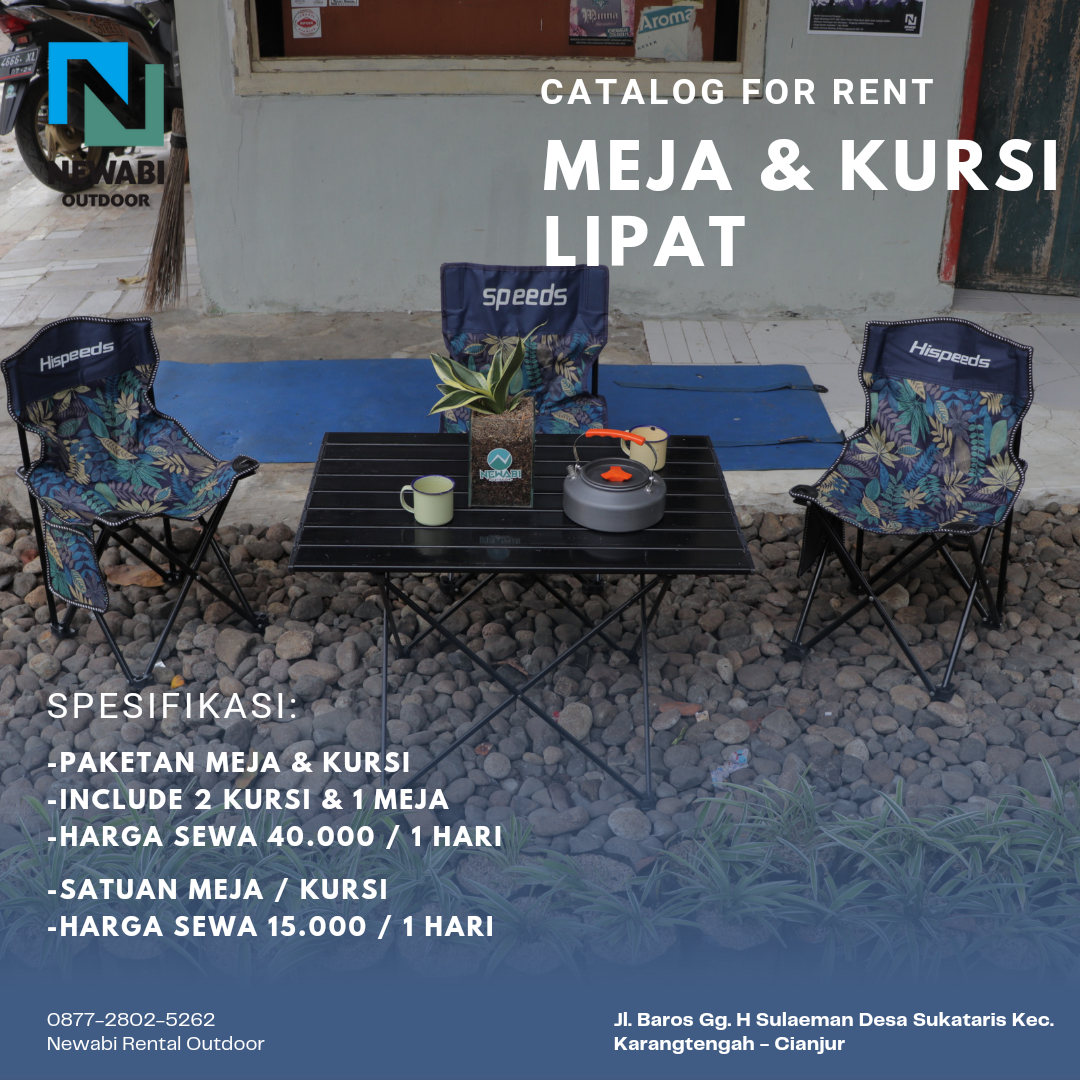 NEWABI
OUTDOOR
CATALOG FOR RENT
MEJA & KURSI
LIPAT
Aroma
speeds
Hispeeds
Hispeeds
NEWABI
SPESIFIKASI:
-PAKETAN MEJA & KURSI
-INCLUDE 2 KURSI & 1 MEJA
-HARGA SEWA 40.000 / 1 HARI
-SATUAN MEJA / KURSI
-HARGA SEWA 15.000 / 1 HARI
0877-2802-5262
Newabi Rental Outdoor
Jl. Baros Gg. H Sulaeman Desa Sukataris Kec.
Karangtengah - Cianjur